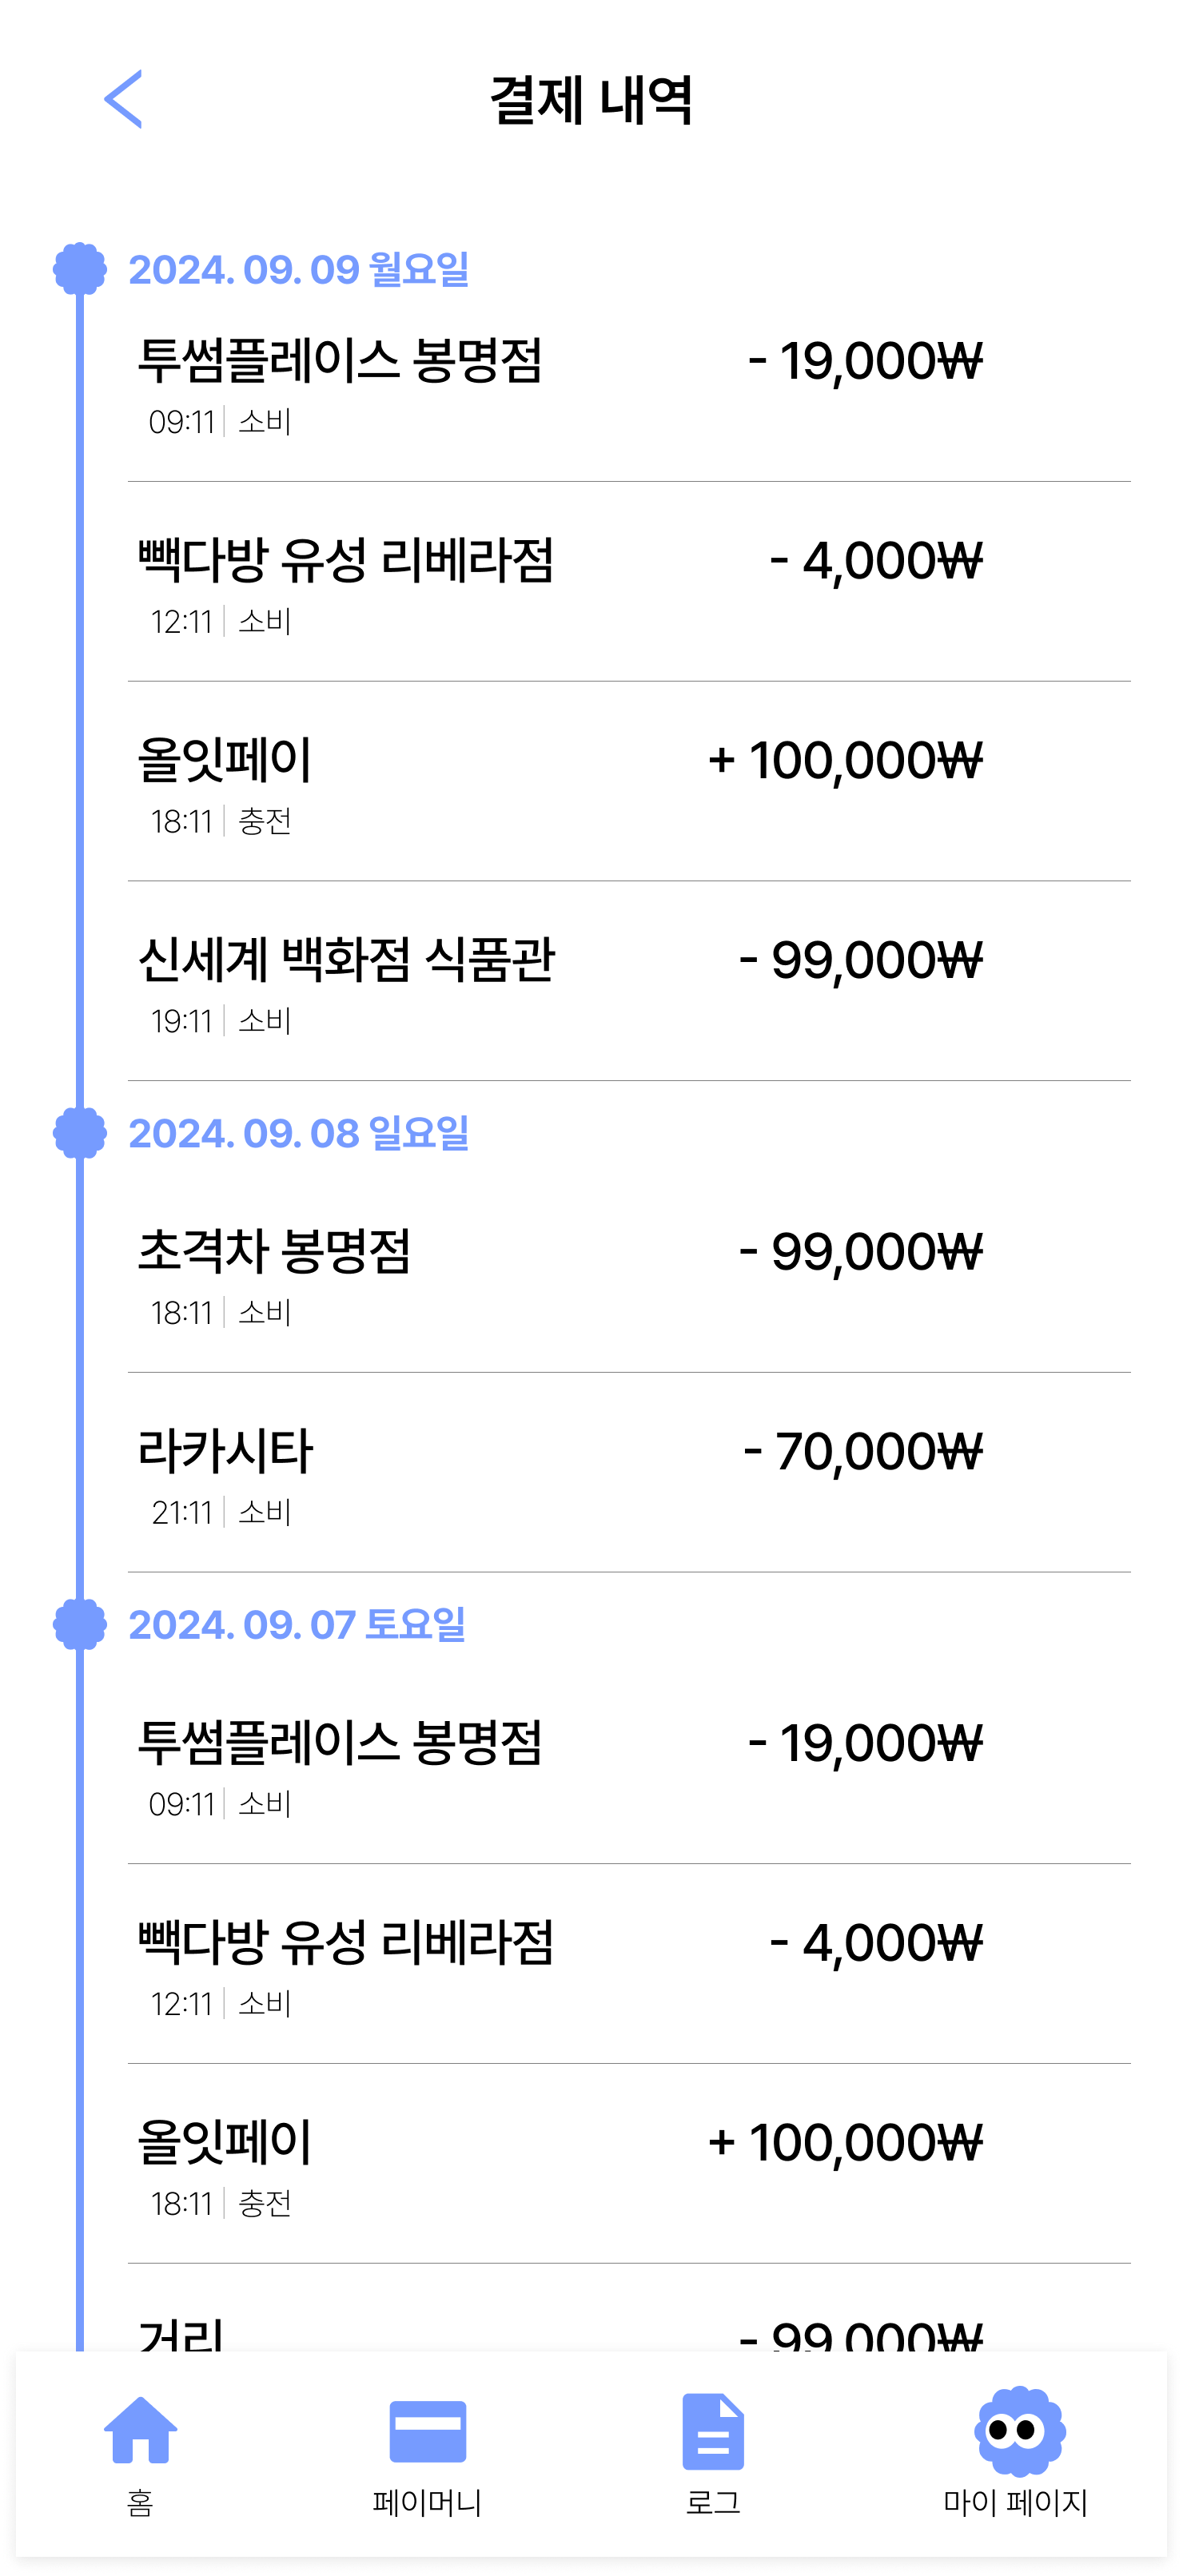 결제 내역
2024. 09. 09 월요일
투썸플레이스 봉명점 - 19,000₩
09:11 | 소비
빽다방 유성 리베라점 - 4,000₩
12:11 | 소비
올잇페이 + 100,000₩
18:11 | 충전
신세계 백화점 식품관 - 99,000₩
19:11 | 소비
2024. 09. 08 일요일
초격차 봉명점 - 99,000₩
18:11 | 소비
라카시타 - 70,000₩
21:11 | 소비
2024. 09. 07 토요일
투썸플레이스 봉명점 - 19,000₩
09:11 | 소비
빽다방 유성 리베라점 - 4,000₩
12:11 | 소비
올잇페이 + 100,000₩
18:11 | 충전
거리 - 99,000₩
홈 페이머니 로그 마이 페이지